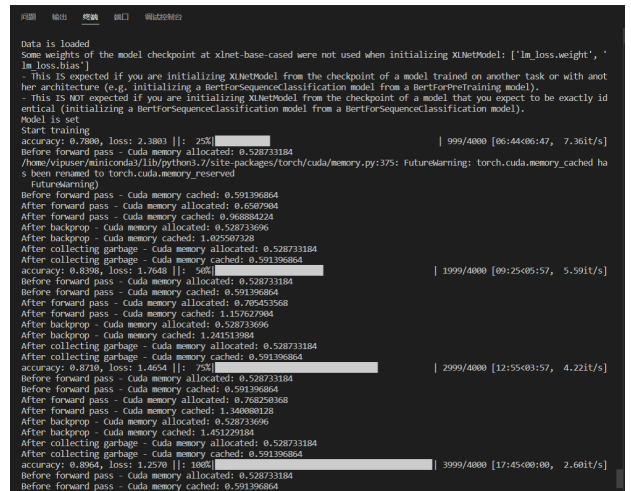 问题 输出 终端 端口 调试控制台
Data is loaded
Some weights of the model checkpoint at xlnet-base-cased were not used when initializing XLNetModel: ['lm_loss.weight', '
lm_loss.bias']
- This IS expected if you are initializing XLNetModel from the checkpoint of a model trained on another task or with anot
her architecture (e.g. initializing a BertForSequenceClassification model from a BertForPreTraining model).
- This IS NOT expected if you are initializing XLNetModel from the checkpoint of a model that you expect to be exactly id
entical (initializing a BertForSequenceClassification model from a BertForSequenceClassification model).
Model is set
Start training
accuracy: 0.7800, loss: 2.3803 ||: 25%| | 999/4000 [06:44<06:47, 7.36it/s]
Before forward pass - Cuda memory allocated: 0.528733184
/home/vipuser/miniconda3/lib/python3.7/site-packages/torch/cuda/memory.py:375: FutureWarning: torch.cuda.memory_cached ha
s been renamed to torch.cuda.memory_reserved
FutureWarning)
Before forward pass - Cuda memory cached: 0.591396864
After forward pass - Cuda memory allocated: 0.6507904
After forward pass - Cuda memory cached: 0.968884224
After backprop - Cuda memory allocated: 0.528733696
After backprop - Cuda memory cached: 1.025507328
After collecting garbage - Cuda memory allocated: 0.528733184
After collecting garbage - Cuda memory cached: 0.591396864
accuracy: 0.8398, loss: 1.7648 ||: 50%| | 1999/4000 [09:25<05:57, 5.59it/s]
Before forward pass - Cuda memory allocated: 0.528733184
Before forward pass - Cuda memory cached: 0.591396864
After forward pass - Cuda memory allocated: 0.705453568
After forward pass - Cuda memory cached: 1.157627904
After backprop - Cuda memory allocated: 0.528733696
After backprop - Cuda memory cached: 1.241513984
After collecting garbage - Cuda memory allocated: 0.528733184
After collecting garbage - Cuda memory cached: 0.591396864
accuracy: 0.8710, loss: 1.4654 ||: 75%| | 2999/4000 [12:55<03:57, 4.22it/s]
Before forward pass - Cuda memory allocated: 0.528733184
Before forward pass - Cuda memory cached: 0.591396864
After forward pass - Cuda memory allocated: 0.768250368
After forward pass - Cuda memory cached: 1.340080128
After backprop - Cuda memory allocated: 0.528733696
After backprop - Cuda memory cached: 1.451229184
After collecting garbage - Cuda memory allocated: 0.528733184
After collecting garbage - Cuda memory cached: 0.591396864
accuracy: 0.8964, loss: 1.2570 ||: 100%| | 3999/4000 [17:45<00:00, 2.60it/s]
Before forward pass - Cuda memory allocated: 0.528733184
Before forward pass - Cuda memory cached: 0.591396864